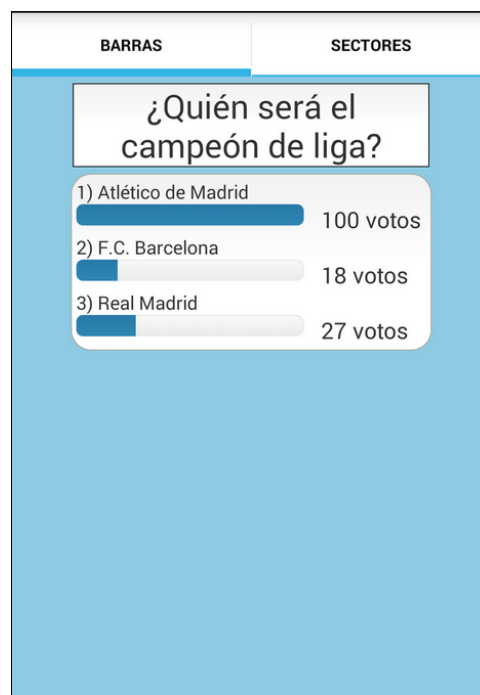 BARRAS
SECTORES
¿Quién será el
campeón de liga?
1) Atlético de Madrid
100 votos
2) F.C. Barcelona
18 votos
3) Real Madrid
27 votos